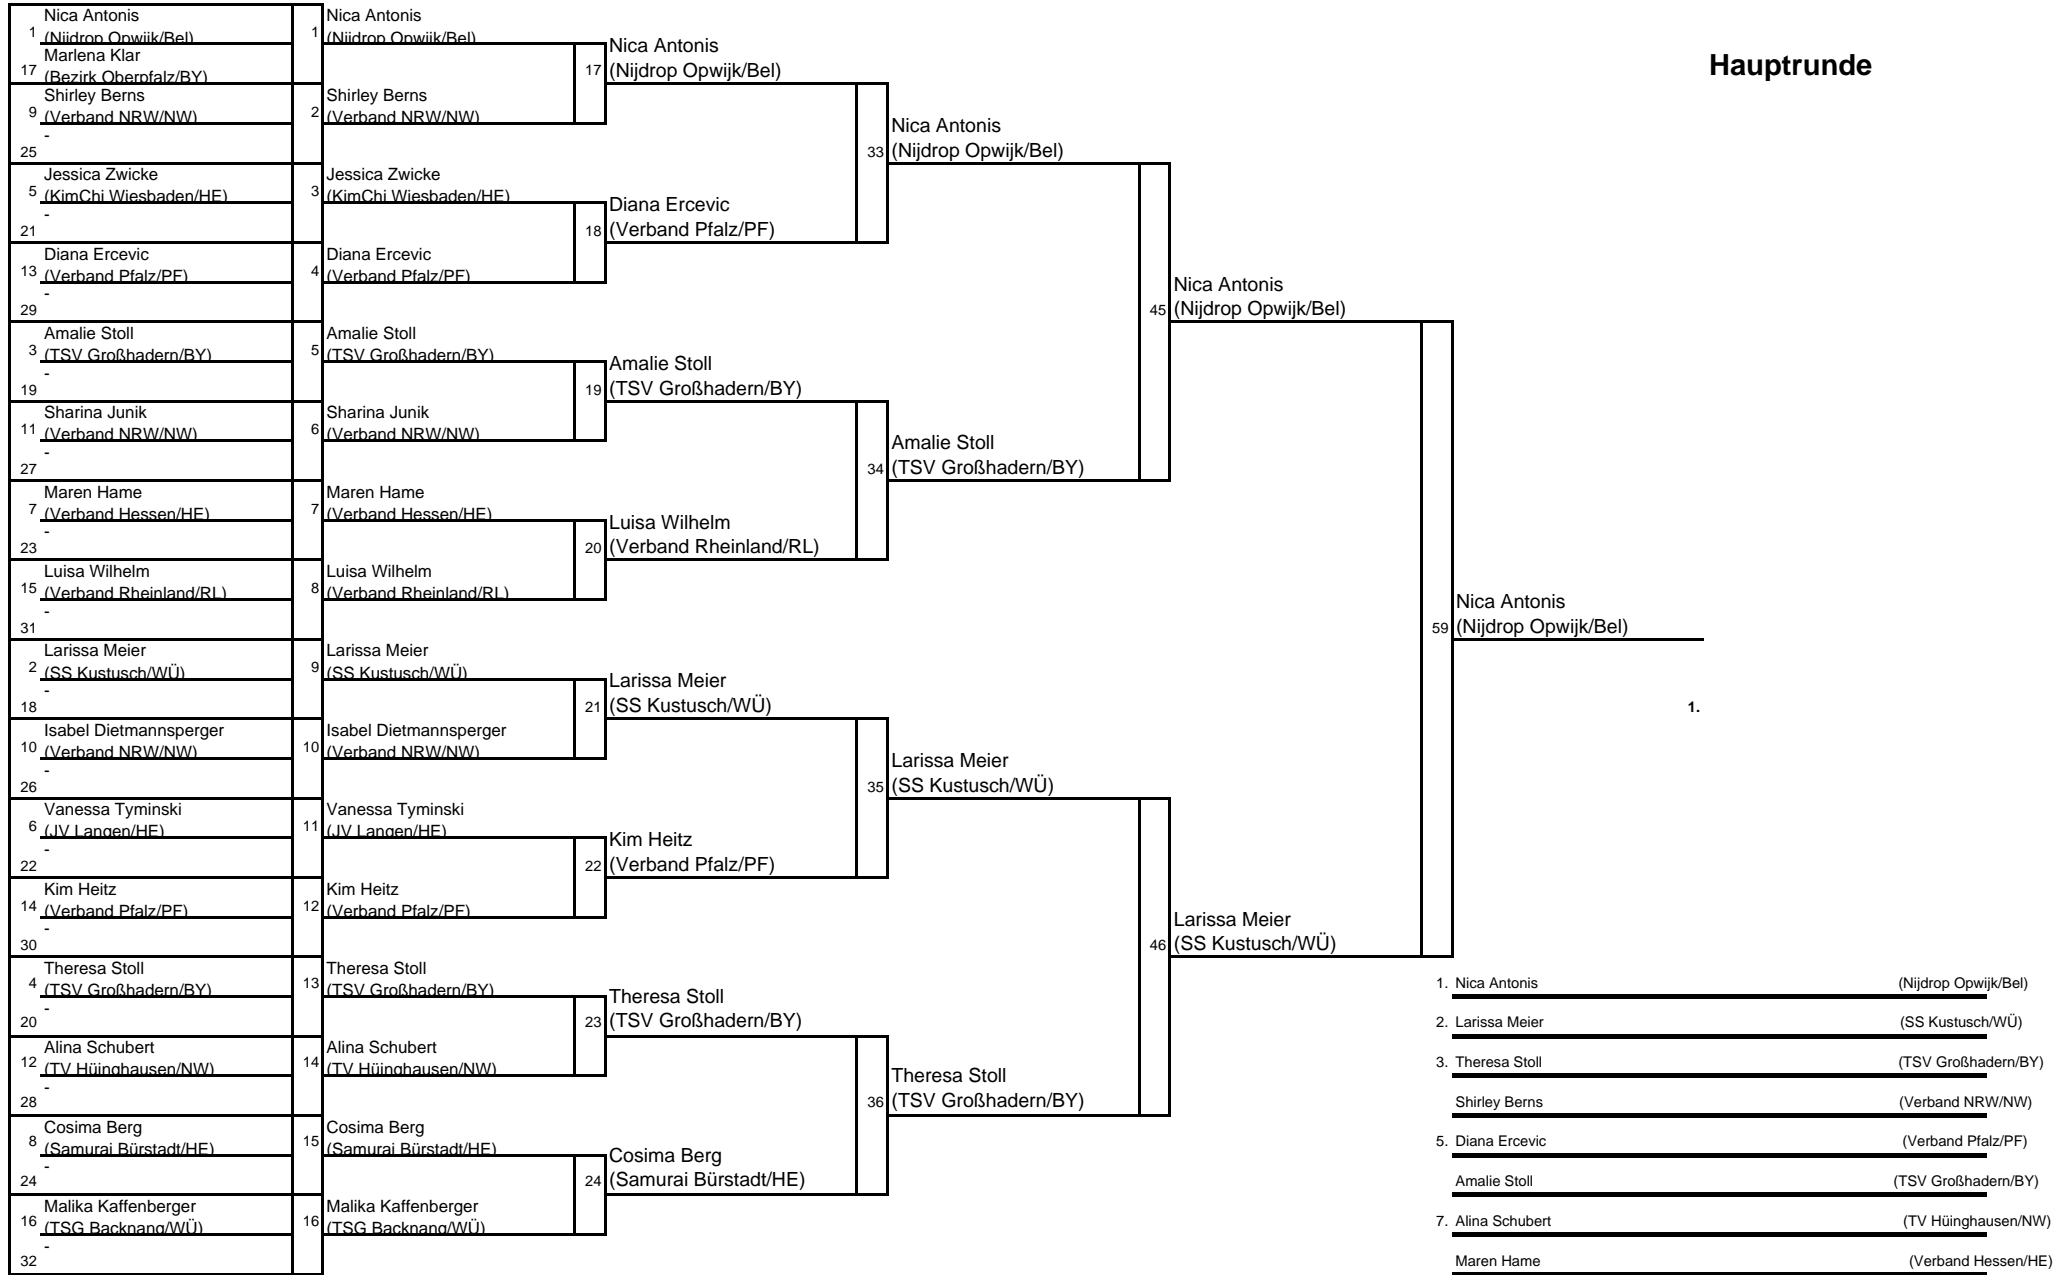 Hauptrunde
1 Nica Antonis
(Nijdrop Opwijk/Bel)
17 Marlena Klar
(Bezirk Oberpfalz/BY)
9 Shirley Berns
(Verband NRW/NW)
25 -
5 Jessica Zwicke
(KimChi Wiesbaden/HE)
21 -
13 Diana Ercevic
(Verband Pfalz/PF)
29 -
3 Amalie Stoll
(TSV Großhadern/BY)
19 -
11 Sharina Junik
(Verband NRW/NW)
27 -
7 Maren Hame
(Verband Hessen/HE)
23 -
15 Luisa Wilhelm
(Verband Rheinland/RL)
31 -
2 Larissa Meier
(SS Kustusch/WÜ)
18 -
10 Isabel Dietmannsperger
(Verband NRW/NW)
26 -
6 Vanessa Tyminski
(JV Langen/HE)
22 -
14 Kim Heitz
(Verband Pfalz/PF)
30 -
4 Theresa Stoll
(TSV Großhadern/BY)
20 -
12 Alina Schubert
(TV Hüinghausen/NW)
28 -
8 Cosima Berg
(Samurai Bürstadt/HE)
24 -
16 Malika Kaffenberger
(TSG Backnang/WÜ)
32 -
1 Nica Antonis
(Nijdrop Opwijk/Bel)
2 Shirley Berns
(Verband NRW/NW)
3 Jessica Zwicke
(KimChi Wiesbaden/HE)
4 Diana Ercevic
(Verband Pfalz/PF)
5 Amalie Stoll
(TSV Großhadern/BY)
6 Sharina Junik
(Verband NRW/NW)
7 Maren Hame
(Verband Hessen/HE)
8 Luisa Wilhelm
(Verband Rheinland/RL)
9 Larissa Meier
(SS Kustusch/WÜ)
10 Isabel Dietmannsperger
(Verband NRW/NW)
11 Vanessa Tyminski
(JV Langen/HE)
12 Kim Heitz
(Verband Pfalz/PF)
13 Theresa Stoll
(TSV Großhadern/BY)
14 Alina Schubert
(TV Hüinghausen/NW)
15 Cosima Berg
(Samurai Bürstadt/HE)
16 Malika Kaffenberger
(TSG Backnang/WÜ)
17 Nica Antonis
(Nijdrop Opwijk/Bel)
18 Diana Ercevic
(Verband Pfalz/PF)
19 Amalie Stoll
(TSV Großhadern/BY)
20 Luisa Wilhelm
(Verband Rheinland/RL)
21 Larissa Meier
(SS Kustusch/WÜ)
22 Kim Heitz
(Verband Pfalz/PF)
23 Theresa Stoll
(TSV Großhadern/BY)
24 Cosima Berg
(Samurai Bürstadt/HE)
33 Nica Antonis
(Nijdrop Opwijk/Bel)
34 Amalie Stoll
(TSV Großhadern/BY)
35 Larissa Meier
(SS Kustusch/WÜ)
36 Theresa Stoll
(TSV Großhadern/BY)
45 Nica Antonis
(Nijdrop Opwijk/Bel)
46 Larissa Meier
(SS Kustusch/WÜ)
59 Nica Antonis
(Nijdrop Opwijk/Bel)
1.
1. Nica Antonis (Nijdrop Opwijk/Bel)
2. Larissa Meier (SS Kustusch/WÜ)
3. Theresa Stoll (TSV Großhadern/BY)
Shirley Berns (Verband NRW/NW)
5. Diana Ercevic (Verband Pfalz/PF)
Amalie Stoll (TSV Großhadern/BY)
7. Alina Schubert (TV Hüinghausen/NW)
Maren Hame (Verband Hessen/HE)